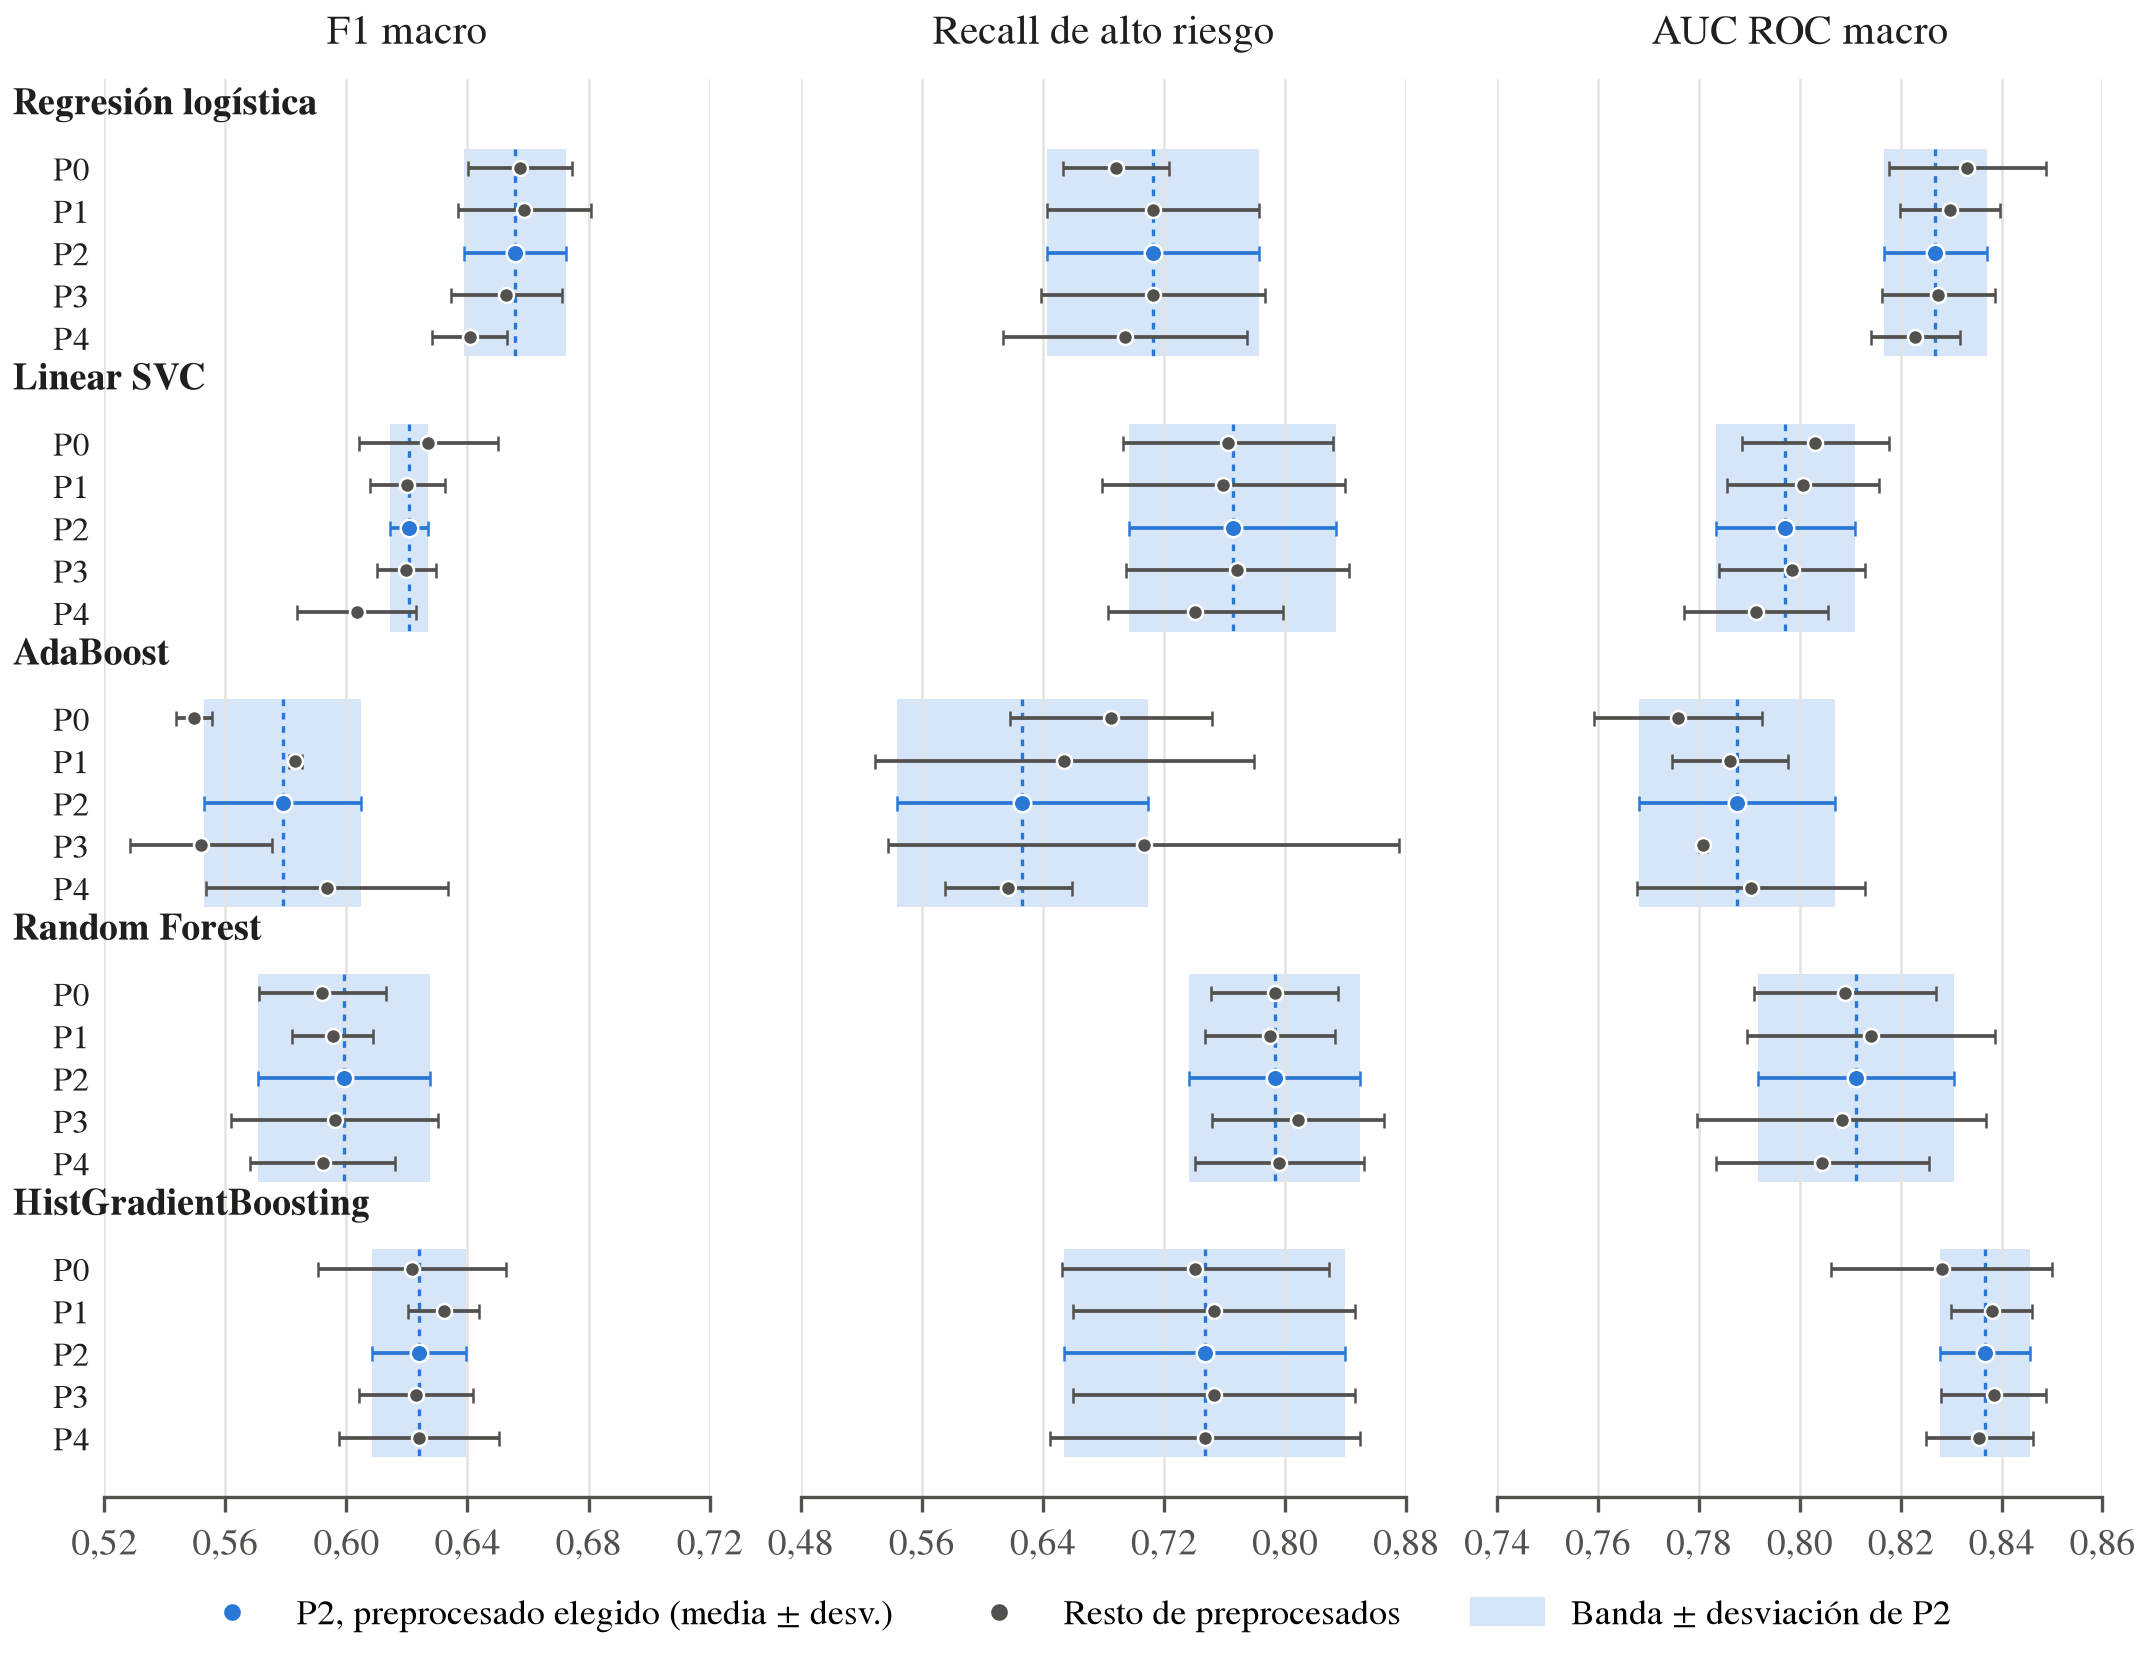 F1 macro Recall de alto riesgo AUC ROC macro
Regresión logística
P0
P1
P2
P3
P4
Linear SVC
P0
P1
P2
P3
P4
AdaBoost
P0
P1
P2
P3
P4
Random Forest
P0
P1
P2
P3
P4
HistGradientBoosting
P0
P1
P2
P3
P4
0,52 0,56 0,60 0,64 0,68 0,72 0,48 0,56 0,64 0,72 0,80 0,88 0,74 0,76 0,78 0,80 0,82 0,84 0,86
P2, preprocesado elegido (media ± desv.) Resto de preprocesados Banda ± desviación de P2